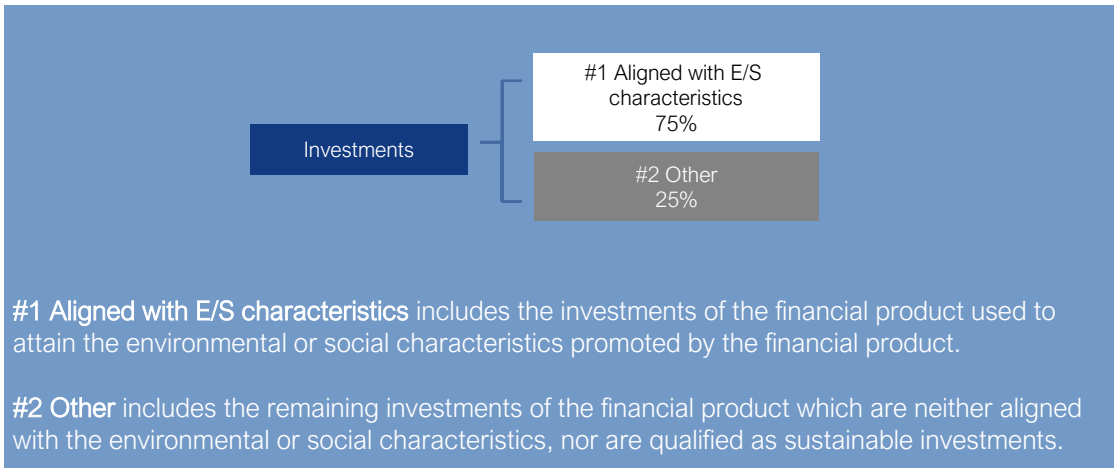 #1 Aligned with E/S
characteristics
75%
Investments
#2 Other
25%
#1 Aligned with E/S characteristics includes the investments of the financial product used to
attain the environmental or social characteristics promoted by the financial product.
#2 Other includes the remaining investments of the financial product which are neither aligned
with the environmental or social characteristics, nor are qualified as sustainable investments.